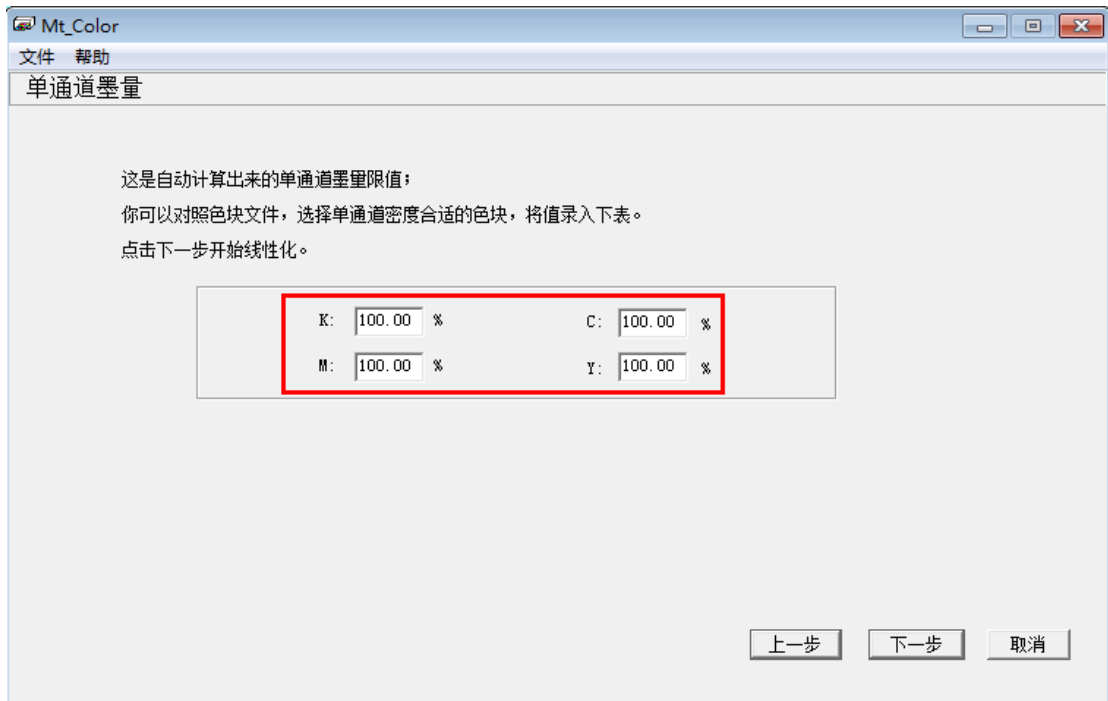 Mt_Color
文件 帮助
单通道墨量
这是自动计算出来的单通道墨量限值；
你可以对照色块文件，选择单通道密度合适的色块，将值录入下表。
点击下一步开始线性化。
K: 100.00 % C: 100.00 %
M: 100.00 % Y: 100.00 %
上一步 下一步 取消